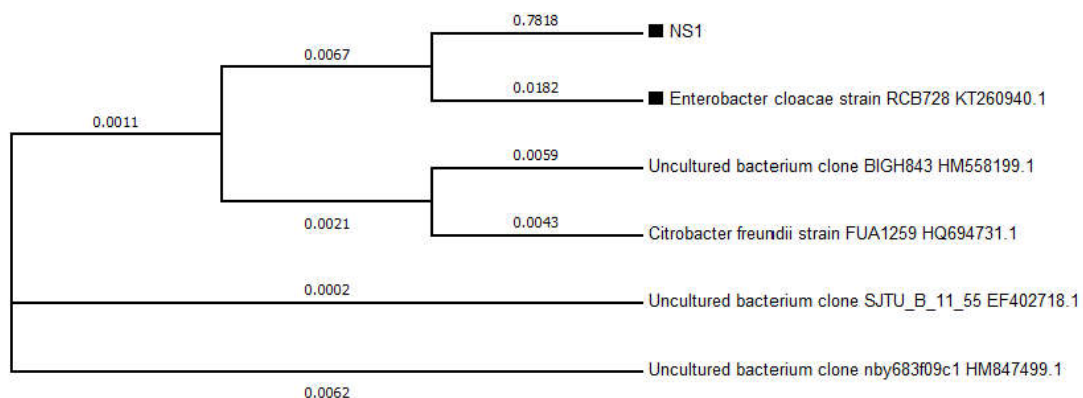 0.7818
NS1
0.0067
0.0182
Enterobacter cloacae strain RCB728 KT260940.1
0.0011
0.0059
Uncultured bacterium clone BIGH843 HM558199.1
0.0021
0.0043
Citrobacter freundii strain FUA1259 HQ694731.1
0.0002
Uncultured bacterium clone SJTU_B_11_55 EF402718.1
Uncultured bacterium clone nby683f09c1 HM847499.1
0.0062